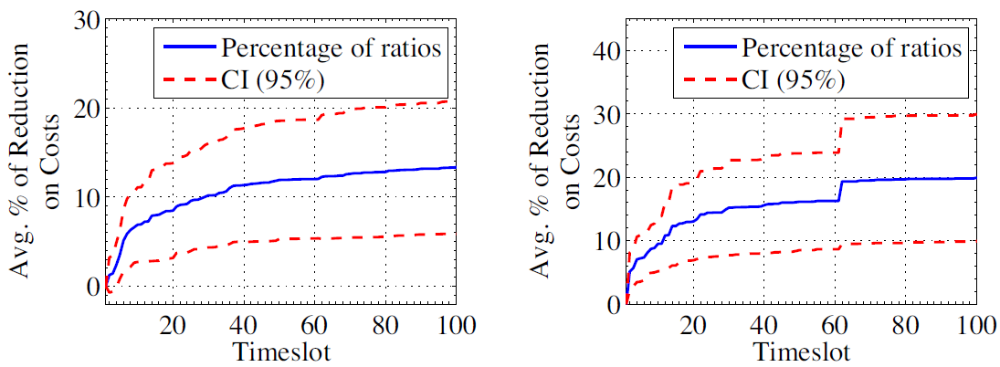 Avg. % of Reduction
on Costs
30
20
10
0
Percentage of ratios
CI (95%)
20 40 60 80 100
Timeslot
Avg. % of Reduction
on Costs
40
30
20
10
0
Percentage of ratios
CI (95%)
20 40 60 80 100
Timeslot